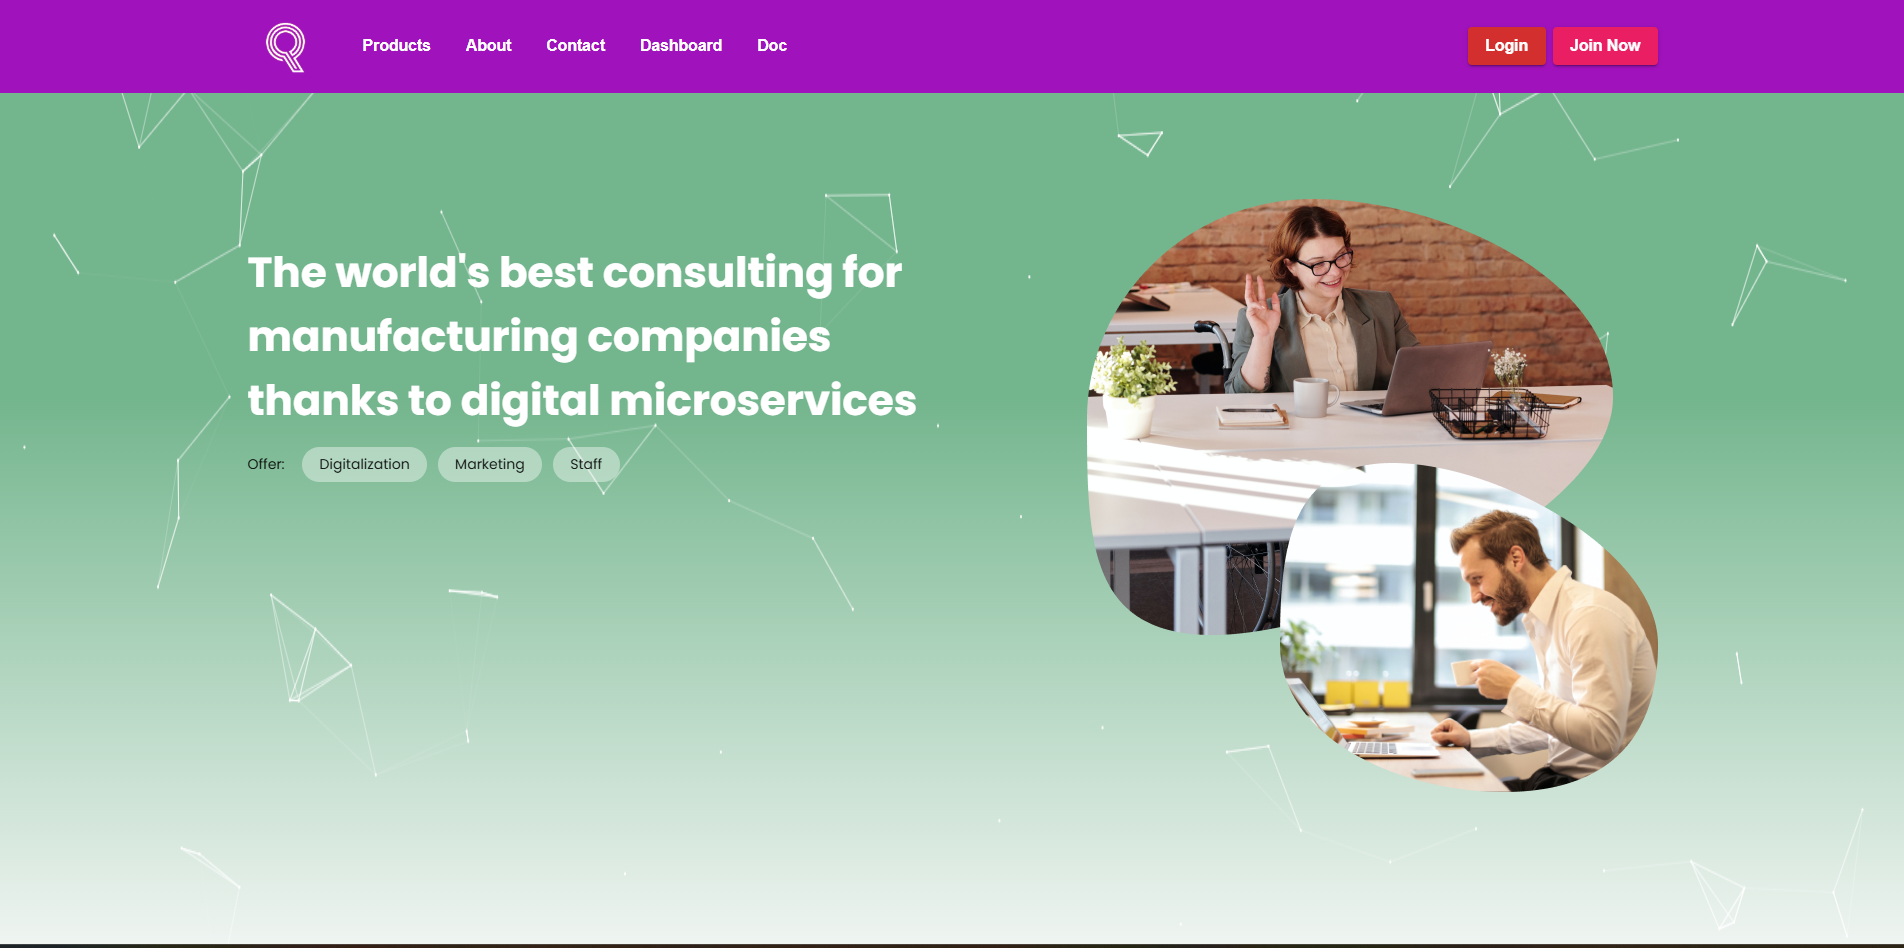 Products About Contact Dashboard Doc Login Join Now
The world's best consulting for
manufacturing companies
thanks to digital microservices
Offer: Digitalization Marketing Staff